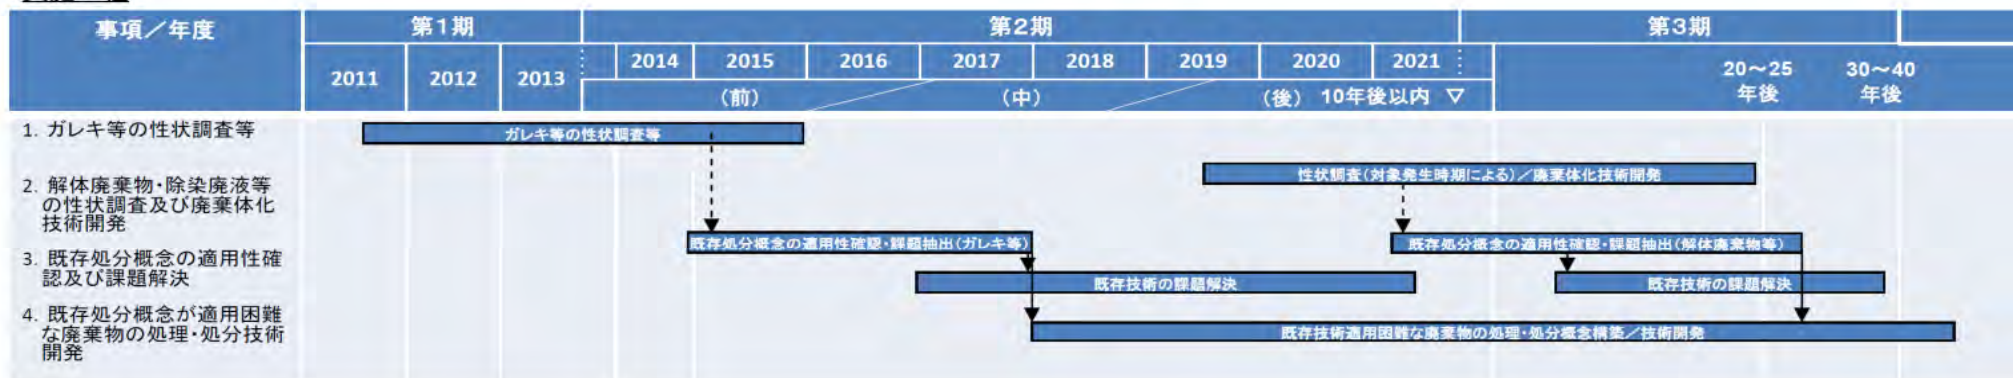 事項／年度
第1期
第2期
第3期
2011
2012
2013
2014
2015
2016
2017
2018
2019
2020
2021
（前）
（中）
（後）
10年後以内 ▽
20～25
年後
30～40
年後
1. ガレキ等の性状調査等
ガレキ等の性状調査等
2. 解体廃棄物・除染廃液等
の性状調査及び廃棄体化
技術開発
性状調査(対象発生時期による)／廃棄体化技術開発
3. 既存処分概念の適用性確
認及び課題解決
既存処分概念の適用性確認・課題抽出(ガレキ等)
既存処分概念の適用性確認・課題抽出(解体廃棄物等)
既存技術の課題解決
既存技術の課題解決
4. 既存処分概念が適用困難
な廃棄物の処理・処分技術
開発
既存技術適用困難な廃棄物の処理・処分概念構築／技術開発